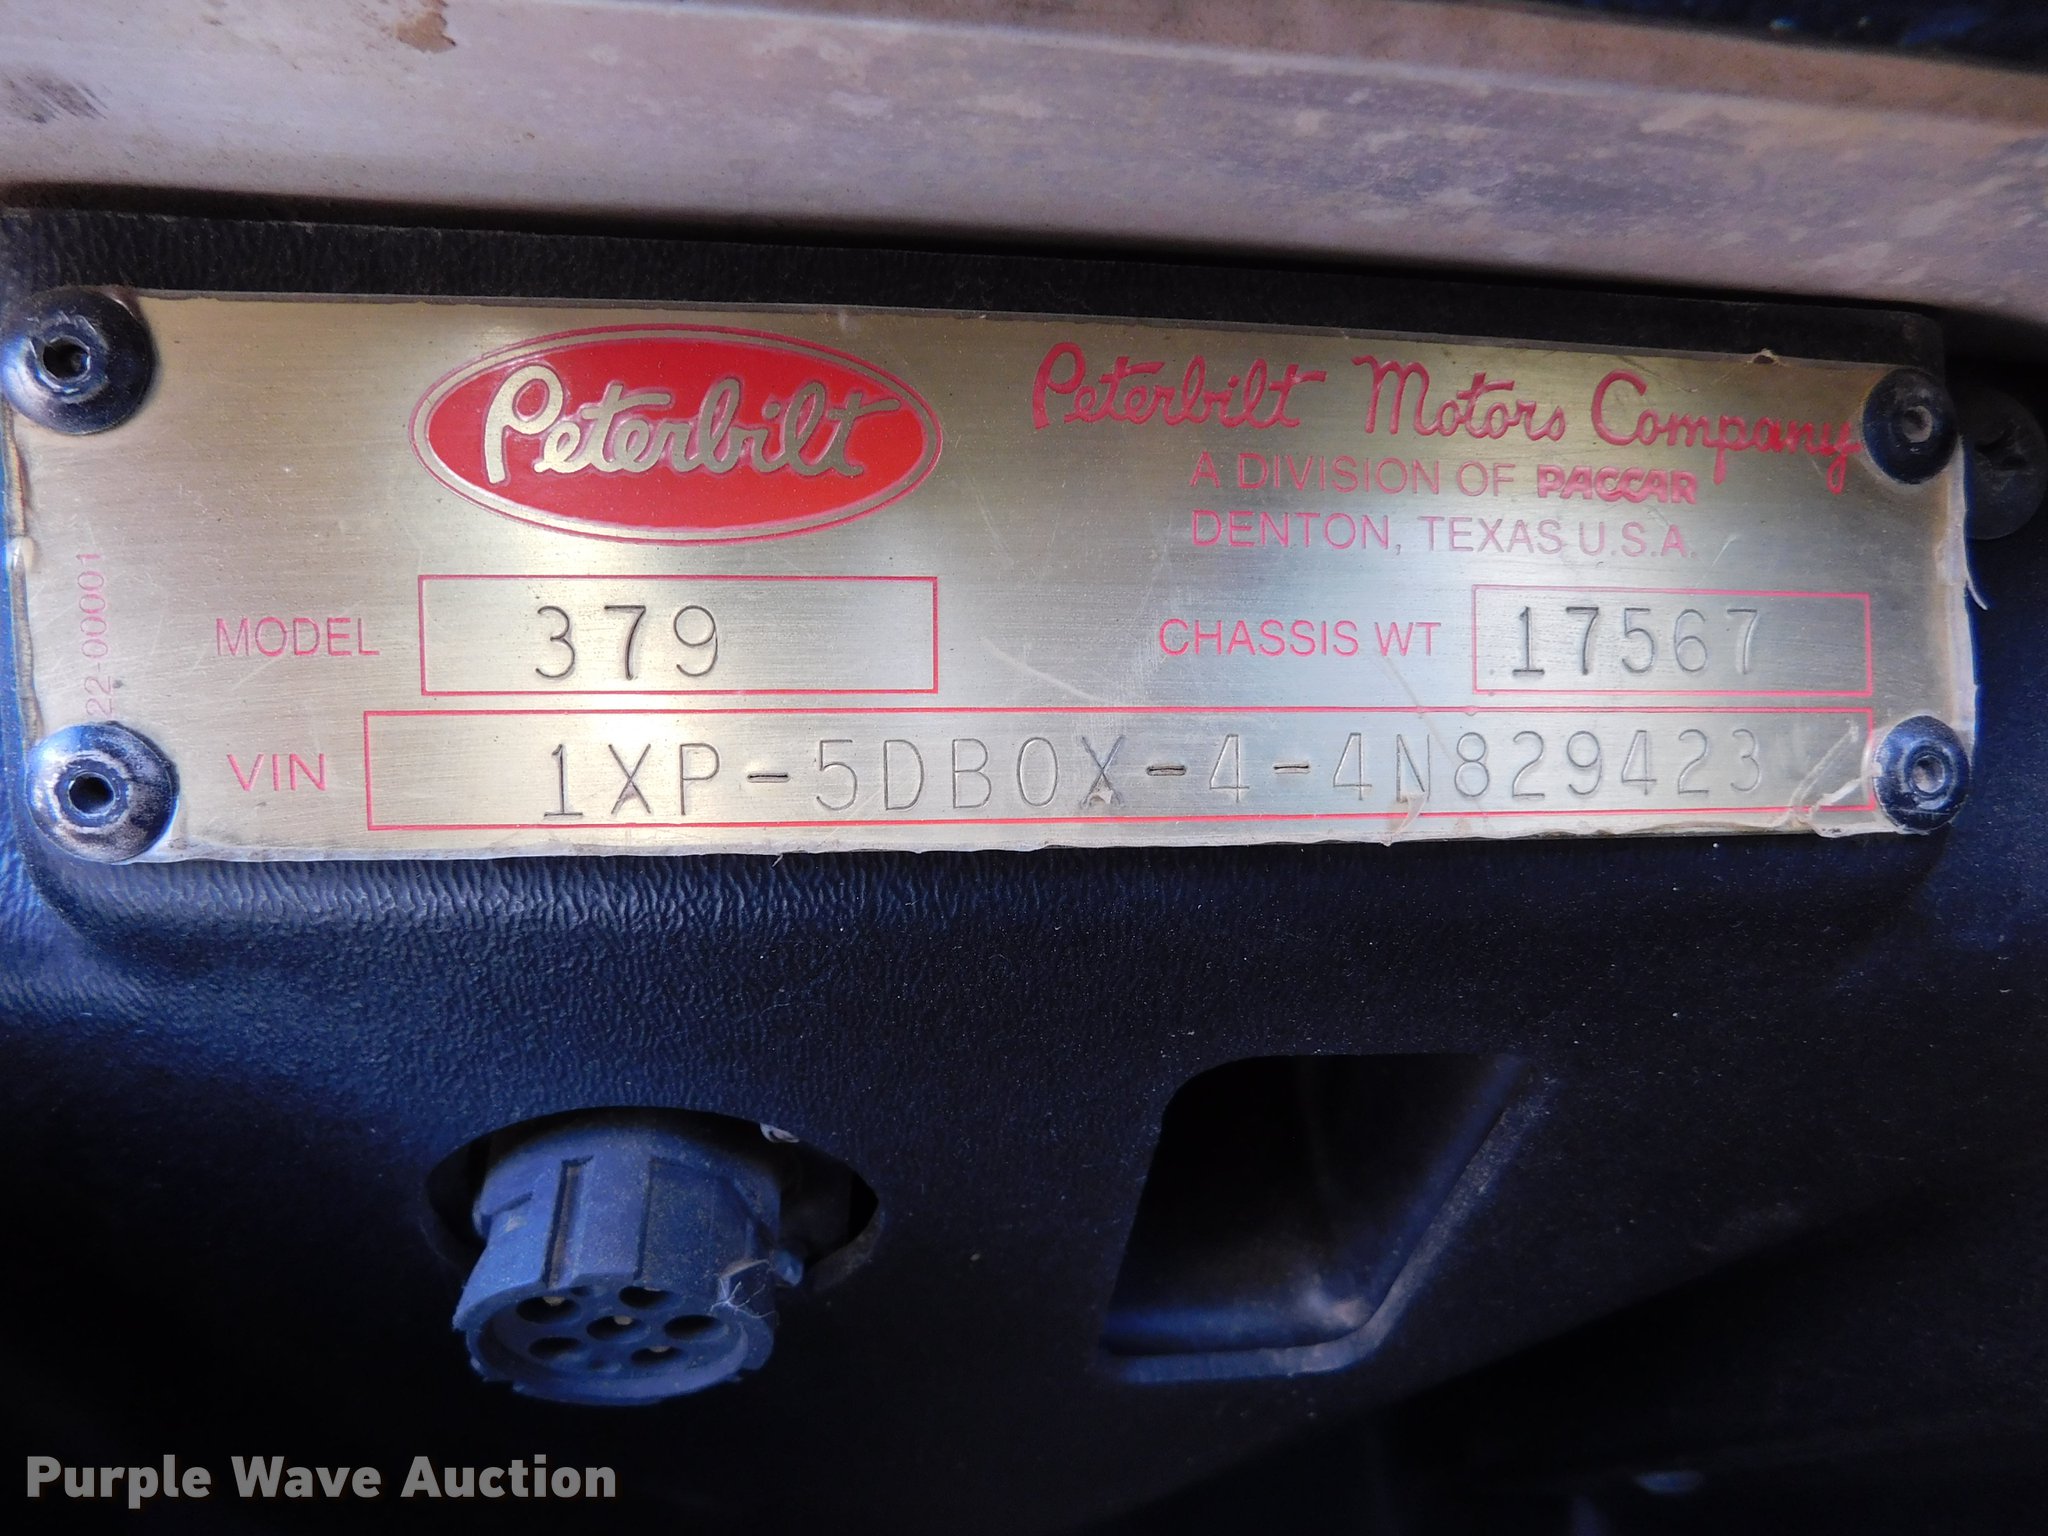 Peterbilt
Peterbilt Motors Company
A DIVISION OF PACCAR
DENTON, TEXAS U.S.A.
22-00001
MODEL 379 CHASSIS WT 17567
VIN 1XP-5DB0X-4-4N829423
Purple Wave Auction